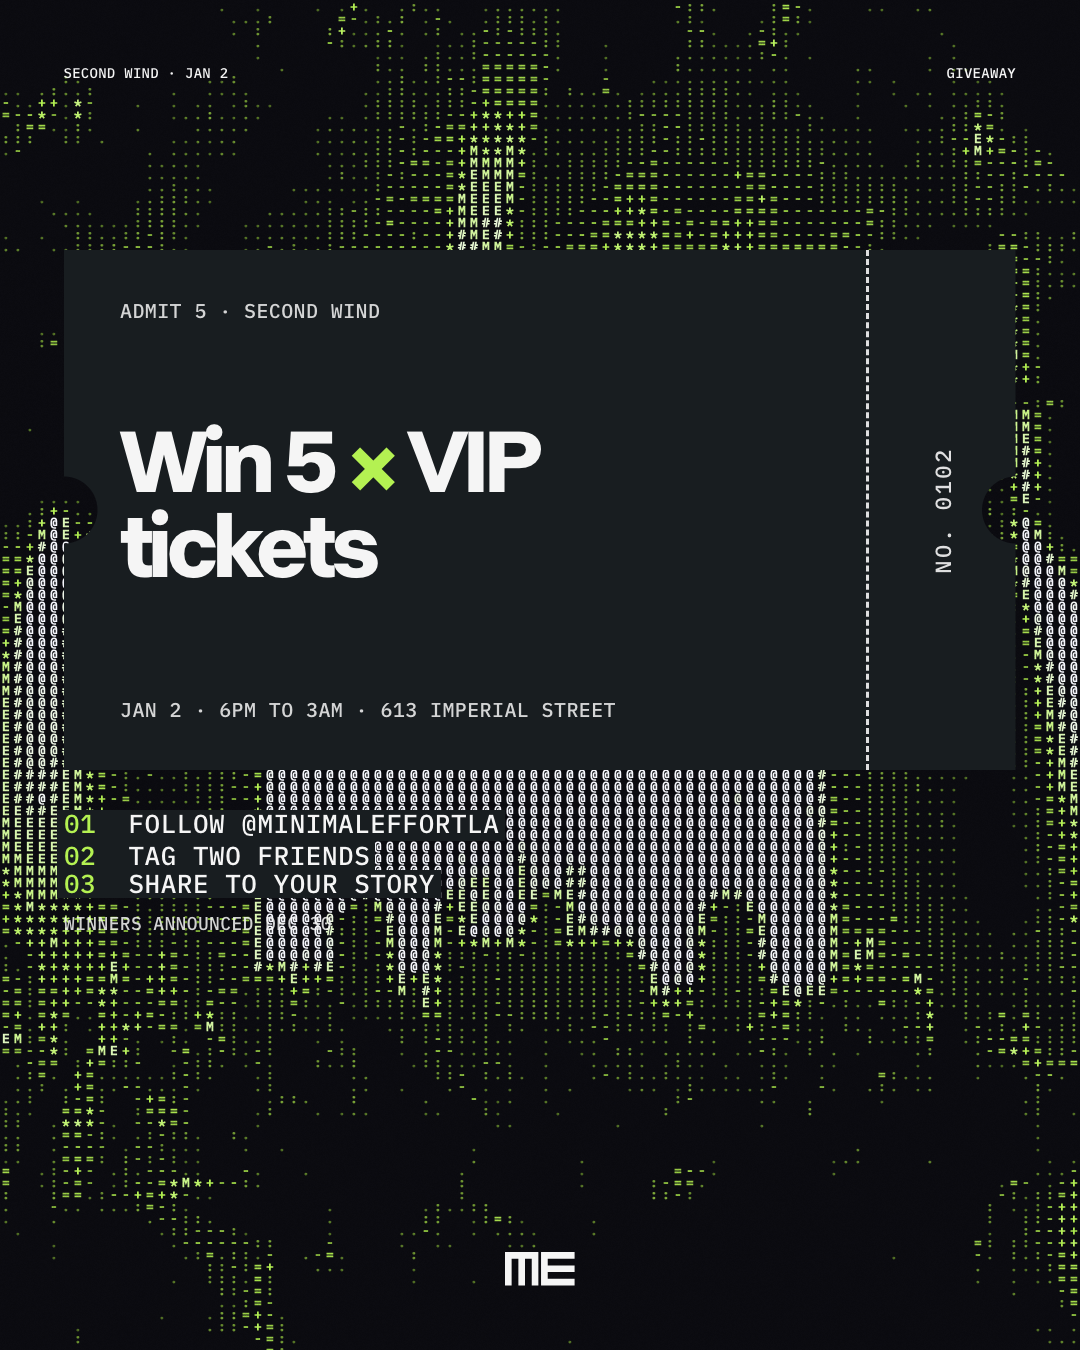 SECOND WIND · JAN 2
GIVEAWAY
ADMIT 5 · SECOND WIND
Win 5 × VIP
tickets
NO. 0102
JAN 2 · 6PM TO 3AM · 613 IMPERIAL STREET
01 FOLLOW @MINIMALEFFORTLA
02 TAG TWO FRIENDS
03 SHARE TO YOUR STORY
WINNERS ANNOUNCED DEC 30
ME